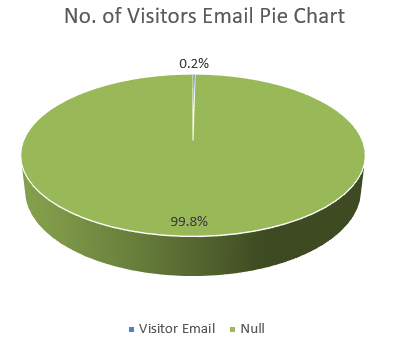 No. of Visitors Email Pie Chart
0.2%
99.8%
Visitor Email Null